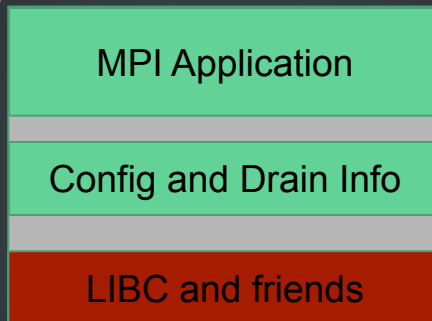 MPI Application
Config and Drain Info
LIBC and friends